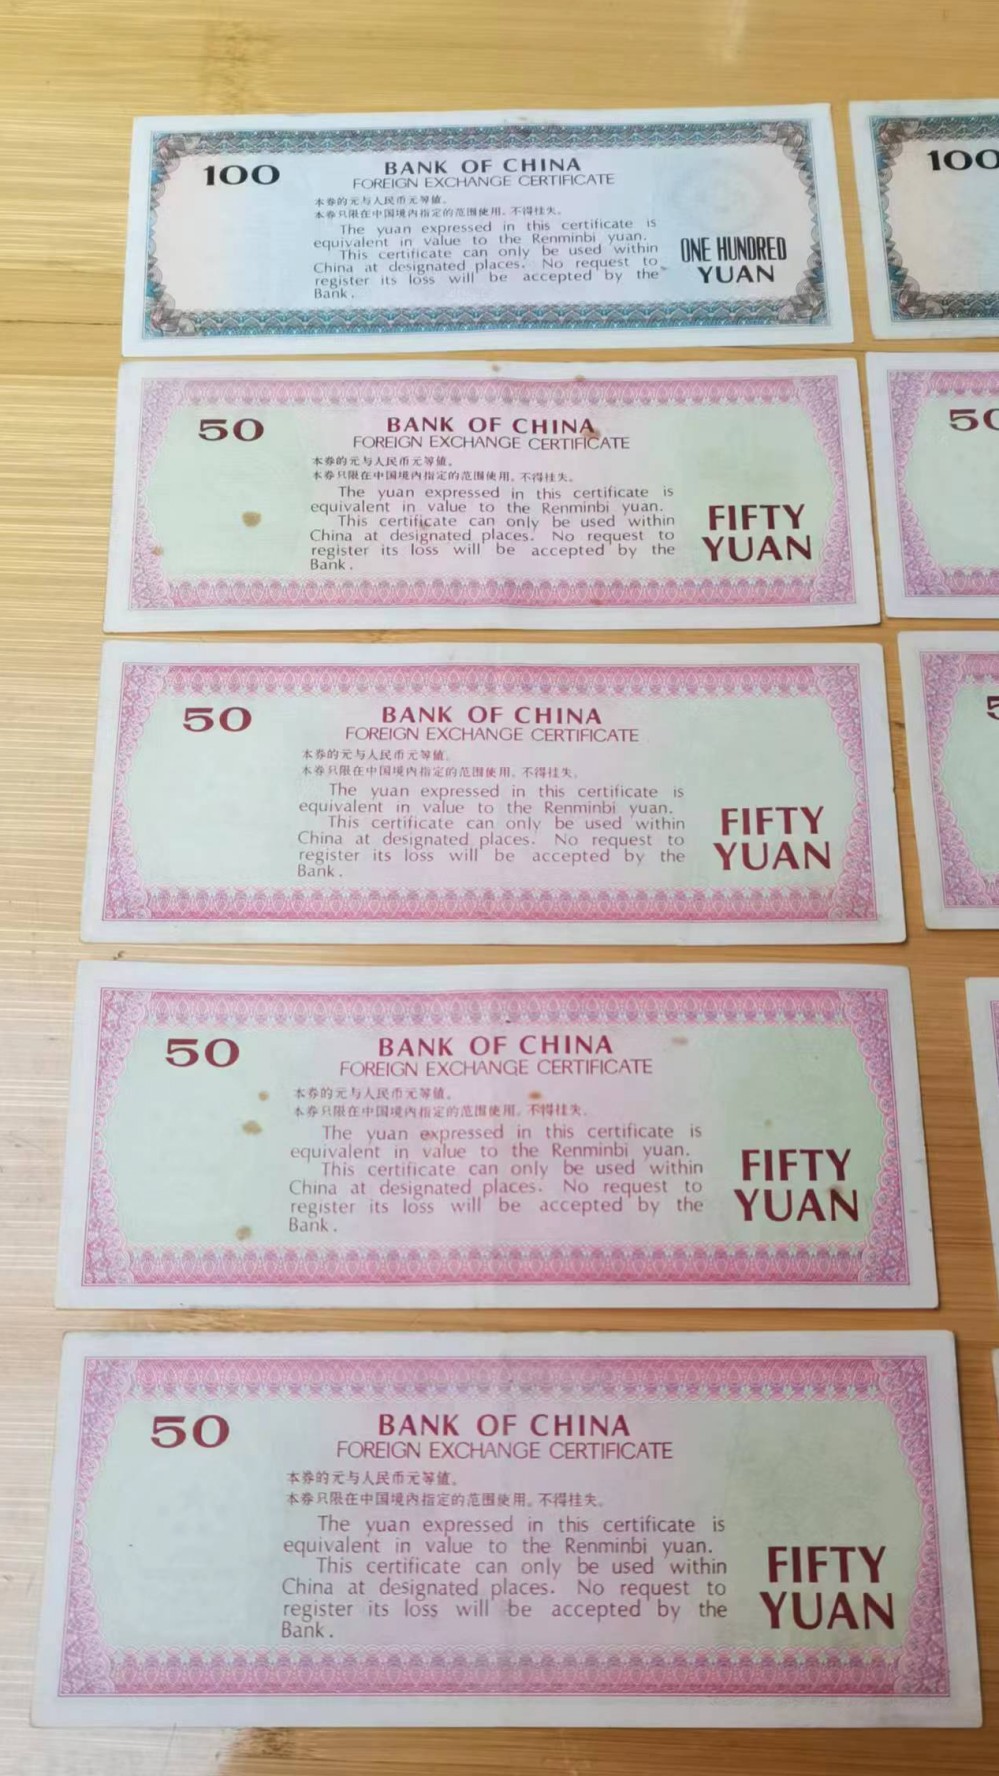 100
BANK OF CHINA
FOREIGN EXCHANGE CERTIFICATE
本券的元与人民币元等值。
本券只限在中国境内指定的范围使用。不得挂失。
The yuan expressed in this certificate is
equivalent in value to the Renminbi yuan.
This certificate can only be used within
China at designated places. No request to
register its loss will be accepted by the
Bank.
ONE HUNDRED
YUAN
100
50
BANK OF CHINA
FOREIGN EXCHANGE CERTIFICATE
本券的元与人民币元等值。
本券只限在中国境内指定的范围使用。不得挂失。
The yuan expressed in this certificate is
equivalent in value to the Renminbi yuan.
This certificate can only be used within
China at designated places. No request to
register its loss will be accepted by the
Bank.
FIFTY
YUAN
50
50
BANK OF CHINA
FOREIGN EXCHANGE CERTIFICATE
本券的元与人民币元等值。
本券只限在中国境内指定的范围使用。不得挂失。
The yuan expressed in this certificate is
equivalent in value to the Renminbi yuan.
This certificate can only be used within
China at designated places. No request to
register its loss will be accepted by the
Bank.
FIFTY
YUAN
5
50
BANK OF CHINA
FOREIGN EXCHANGE CERTIFICATE
本券的元与人民币元等值。
本券只限在中国境内指定的范围使用。不得挂失。
The yuan expressed in this certificate is
equivalent in value to the Renminbi yuan.
This certificate can only be used within
China at designated places. No request to
register its loss will be accepted by the
Bank.
FIFTY
YUAN
50
BANK OF CHINA
FOREIGN EXCHANGE CERTIFICATE
本券的元与人民币元等值。
本券只限在中国境内指定的范围使用。不得挂失。
The yuan expressed in this certificate is
equivalent in value to the Renminbi yuan.
This certificate can only be used within
China at designated places. No request to
register its loss will be accepted by the
Bank.
FIFTY
YUAN